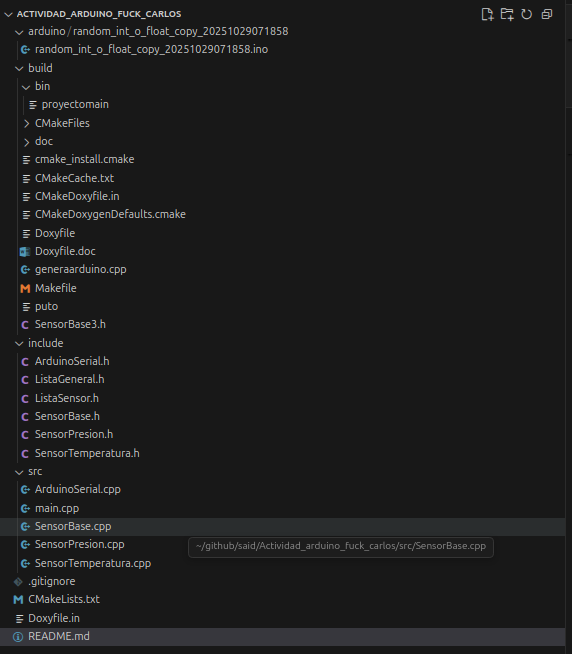 ACTIVIDAD_ARDUINO_FUCK_CARLOS
arduino / random_int_o_float_copy_20251029071858
random_int_o_float_copy_20251029071858.ino
build
bin
proyectomain
CMakeFiles
doc
cmake_install.cmake
CMakeCache.txt
CMakeDoxyfile.in
CMakeDoxygenDefaults.cmake
Doxyfile
Doxyfile.doc
generaarduino.cpp
Makefile
puto
SensorBase3.h
include
ArduinoSerial.h
ListaGeneral.h
ListaSensor.h
SensorBase.h
SensorPresion.h
SensorTemperatura.h
src
ArduinoSerial.cpp
main.cpp
SensorBase.cpp
SensorPresion.cpp
~/github/said/Actividad_arduino_fuck_carlos/src/SensorBase.cpp
SensorTemperatura.cpp
.gitignore
CMakeLists.txt
Doxyfile.in
README.md